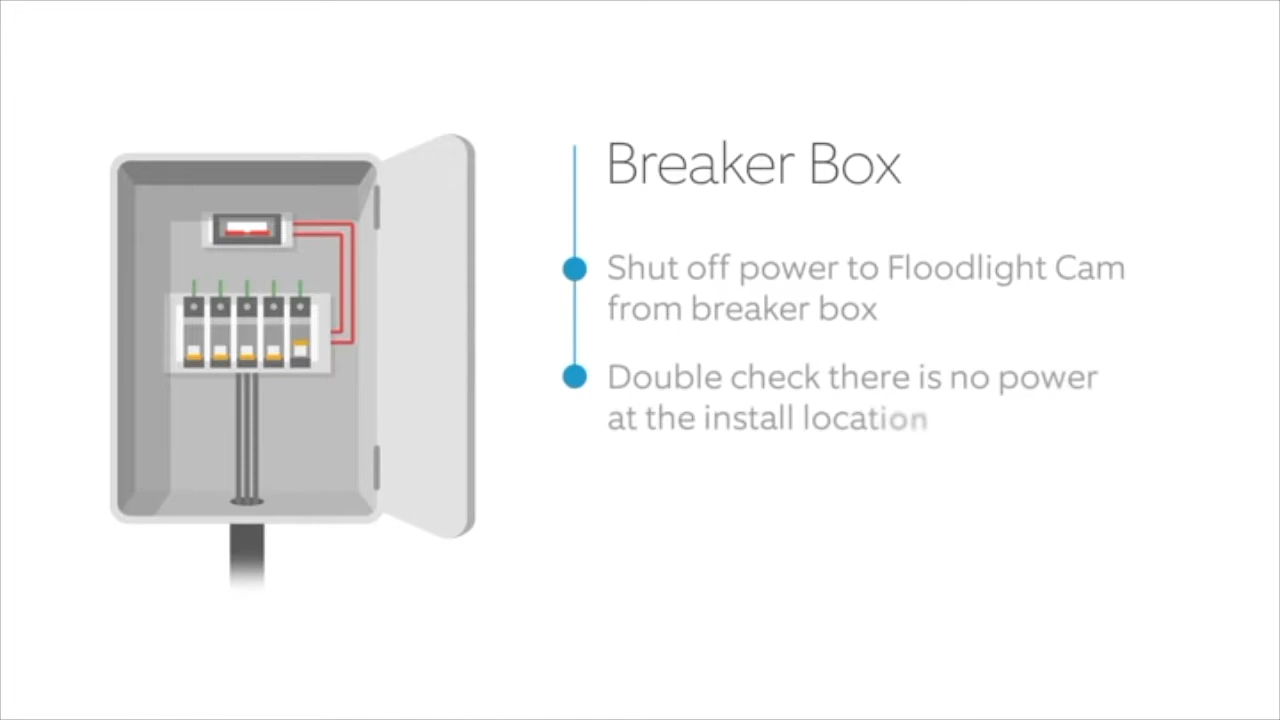 Breaker Box
Shut off power to Floodlight Cam
from breaker box
Double check there is no power
at the install location